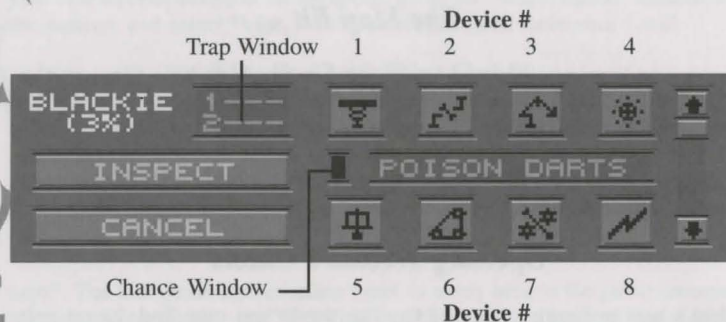 Device #
Trap Window 1 2 3 4
BLACKIE 1---
(3%) 2---
INSPECT POISON DARTS
CANCEL
Chance Window 5 6 7 8
Device #